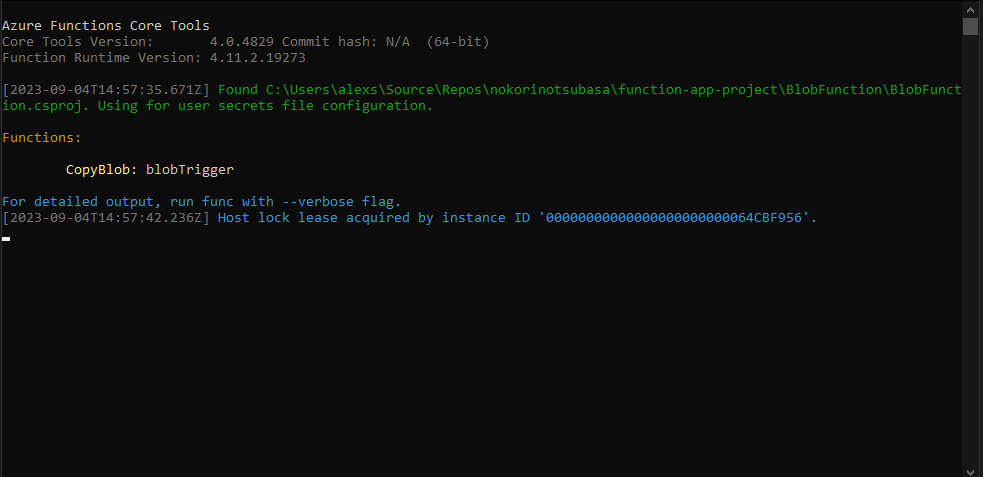 Azure Functions Core Tools
Core Tools Version:       4.0.4829 Commit hash: N/A  (64-bit)
Function Runtime Version: 4.11.2.19273
[2023-09-04T14:57:35.671Z] Found C:\Users\alexs\Source\Repos\nokorinotsubasa\function-app-project\BlobFunction\BlobFunct
ion.csproj. Using for user secrets file configuration.
Functions:
CopyBlob: blobTrigger
For detailed output, run func with --verbose flag.
[2023-09-04T14:57:42.236Z] Host lock lease acquired by instance ID '00000000000000000000000064CBF956'.